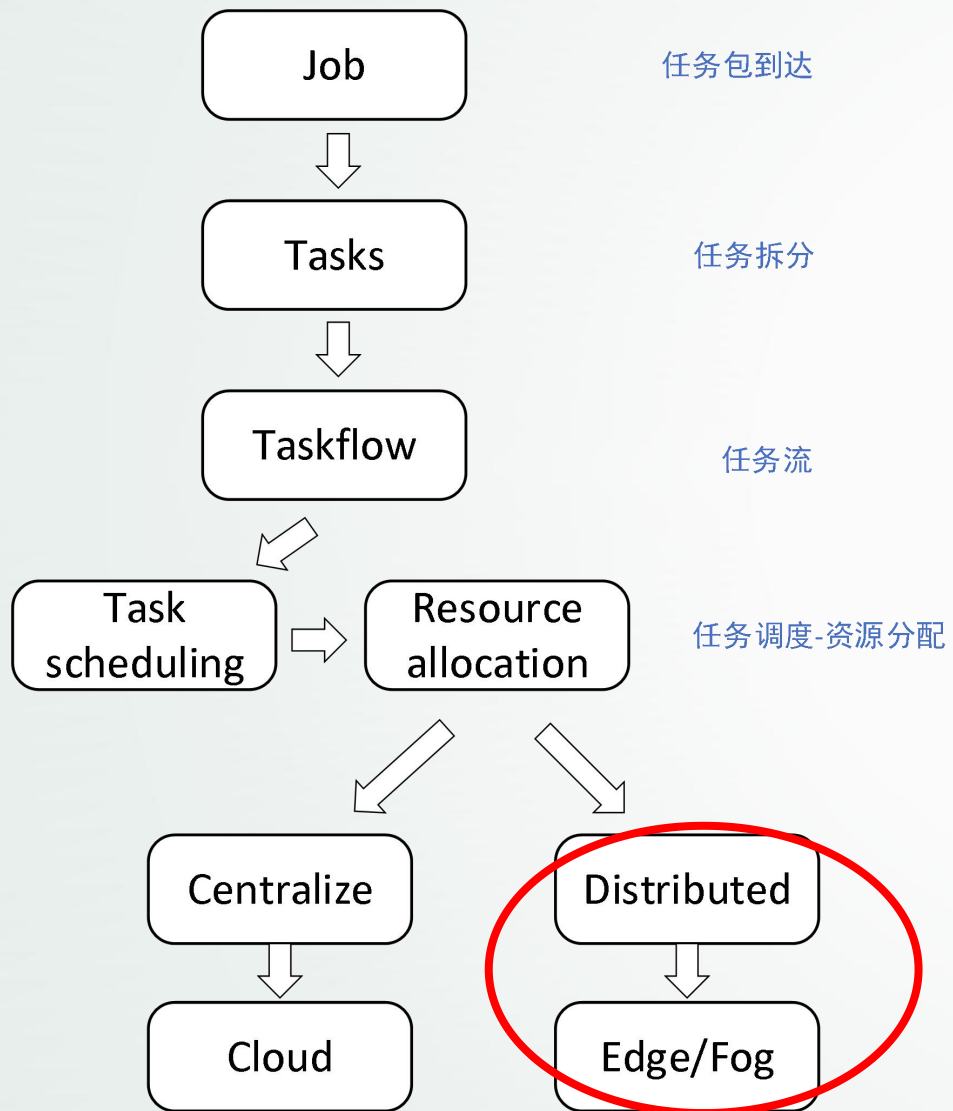 Job
任务包到达
Tasks
任务拆分
Taskflow
任务流
Task
scheduling
Resource
allocation
任务调度-资源分配
Centralize
Distributed
Cloud
Edge/Fog